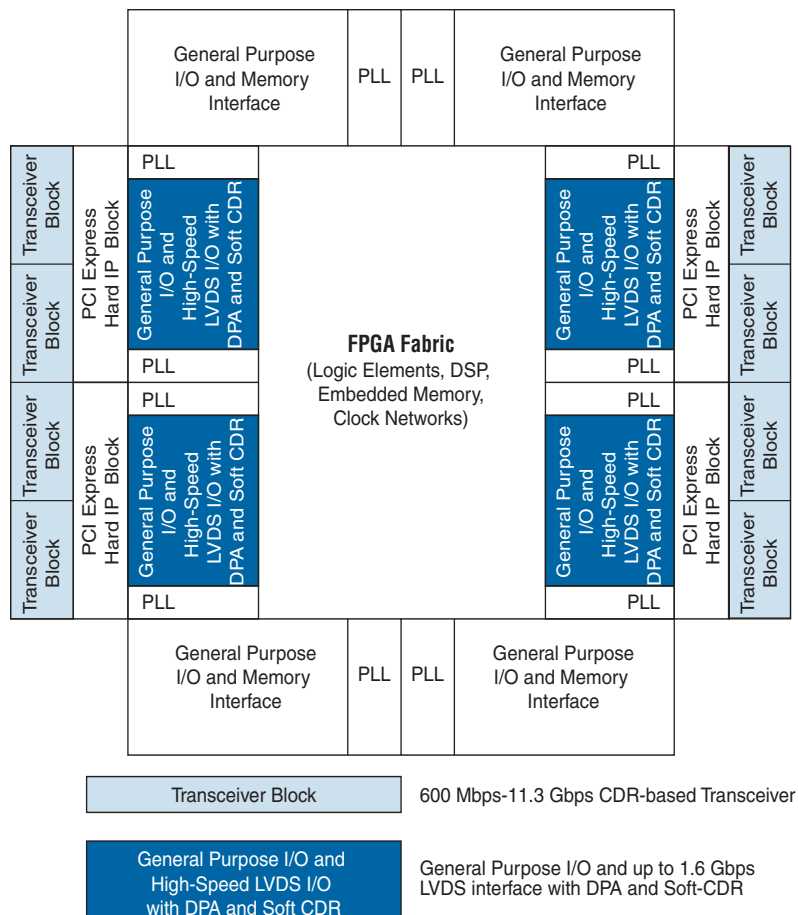 General Purpose
I/O and Memory
Interface
PLL
PLL
General Purpose
I/O and Memory
Interface
Transceiver
Block
Transceiver
Block
PCI Express
Hard IP Block
PLL
General Purpose
I/O and
High-Speed
LVDS I/O with
DPA and Soft CDR
PLL
Transceiver
Block
Transceiver
Block
PCI Express
Hard IP Block
PLL
General Purpose
I/O and
High-Speed
LVDS I/O with
DPA and Soft CDR
PLL
FPGA Fabric
(Logic Elements, DSP,
Embedded Memory,
Clock Networks)
PLL
General Purpose
I/O and
High-Speed
LVDS I/O with
DPA and Soft CDR
PLL
PCI Express
Hard IP Block
Transceiver
Block
Transceiver
Block
PLL
General Purpose
I/O and
High-Speed
LVDS I/O with
DPA and Soft CDR
PLL
PCI Express
Hard IP Block
Transceiver
Block
Transceiver
Block
General Purpose
I/O and Memory
Interface
PLL
PLL
General Purpose
I/O and Memory
Interface
Transceiver Block
600 Mbps-11.3 Gbps CDR-based Transceiver
General Purpose I/O and
High-Speed LVDS I/O
with DPA and Soft CDR
General Purpose I/O and up to 1.6 Gbps
LVDS interface with DPA and Soft-CDR